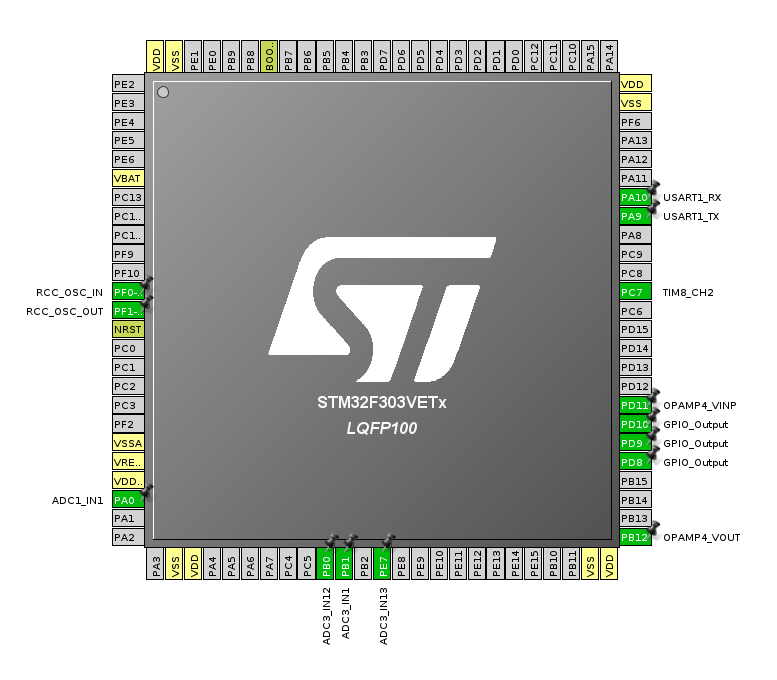 VDD
VSS
PE1
PE0
PB9
PB8
BOO..
PB7
PB6
PB5
PB4
PB3
PD7
PD6
PD5
PD4
PD3
PD2
PD1
PD0
PC12
PC11
PC10
PA15
PA14
PE2
PE3
PE4
PE5
PE6
VBAT
PC13
PC1..
PC1..
PF9
PF10
RCC_OSC_IN PF0-..
RCC_OSC_OUT PF1-..
NRST
PC0
PC1
PC2
PC3
PF2
VSSA
VRE..
VDD..
ADC1_IN1 PA0
PA1
PA2
STM32F303VETx
LQFP100
VDD
VSS
PF6
PA13
PA12
PA11
PA10 USART1_RX
PA9 USART1_TX
PA8
PC9
PC8
PC7 TIM8_CH2
PC6
PD15
PD14
PD13
PD12
PD11 OPAMP4_VINP
PD10 GPIO_Output
PD9 GPIO_Output
PD8 GPIO_Output
PB15
PB14
PB13
PB12 OPAMP4_VOUT
PA3
VSS
VDD
PA4
PA5
PA6
PA7
PC4
PC5
ADC3_IN12 PB0
ADC3_IN1 PB1
PB2
ADC3_IN13 PE7
PE8
PE9
PE10
PE11
PE12
PE13
PE14
PE15
PB10
PB11
VSS
VDD